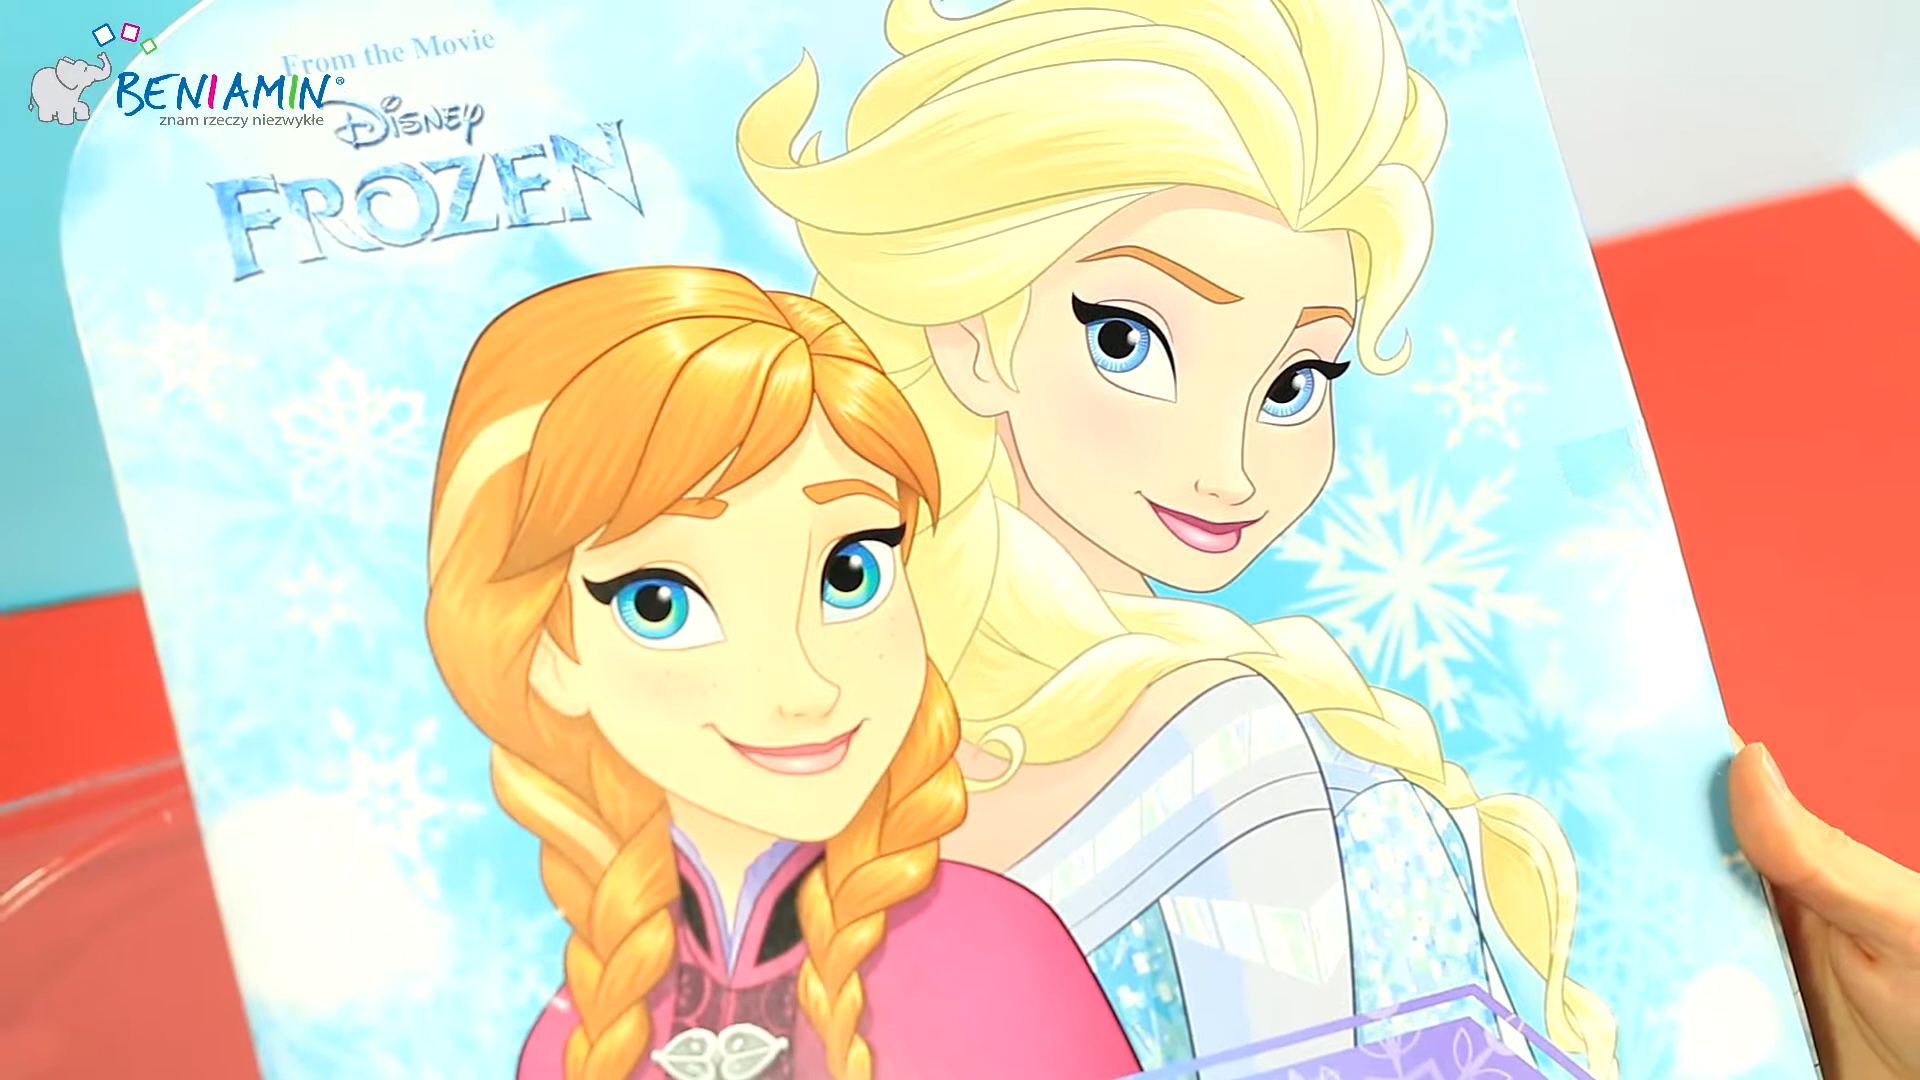 BENIAMIN®
znam rzeczy niezwykłe
From the Movie
Disney
FROZEN